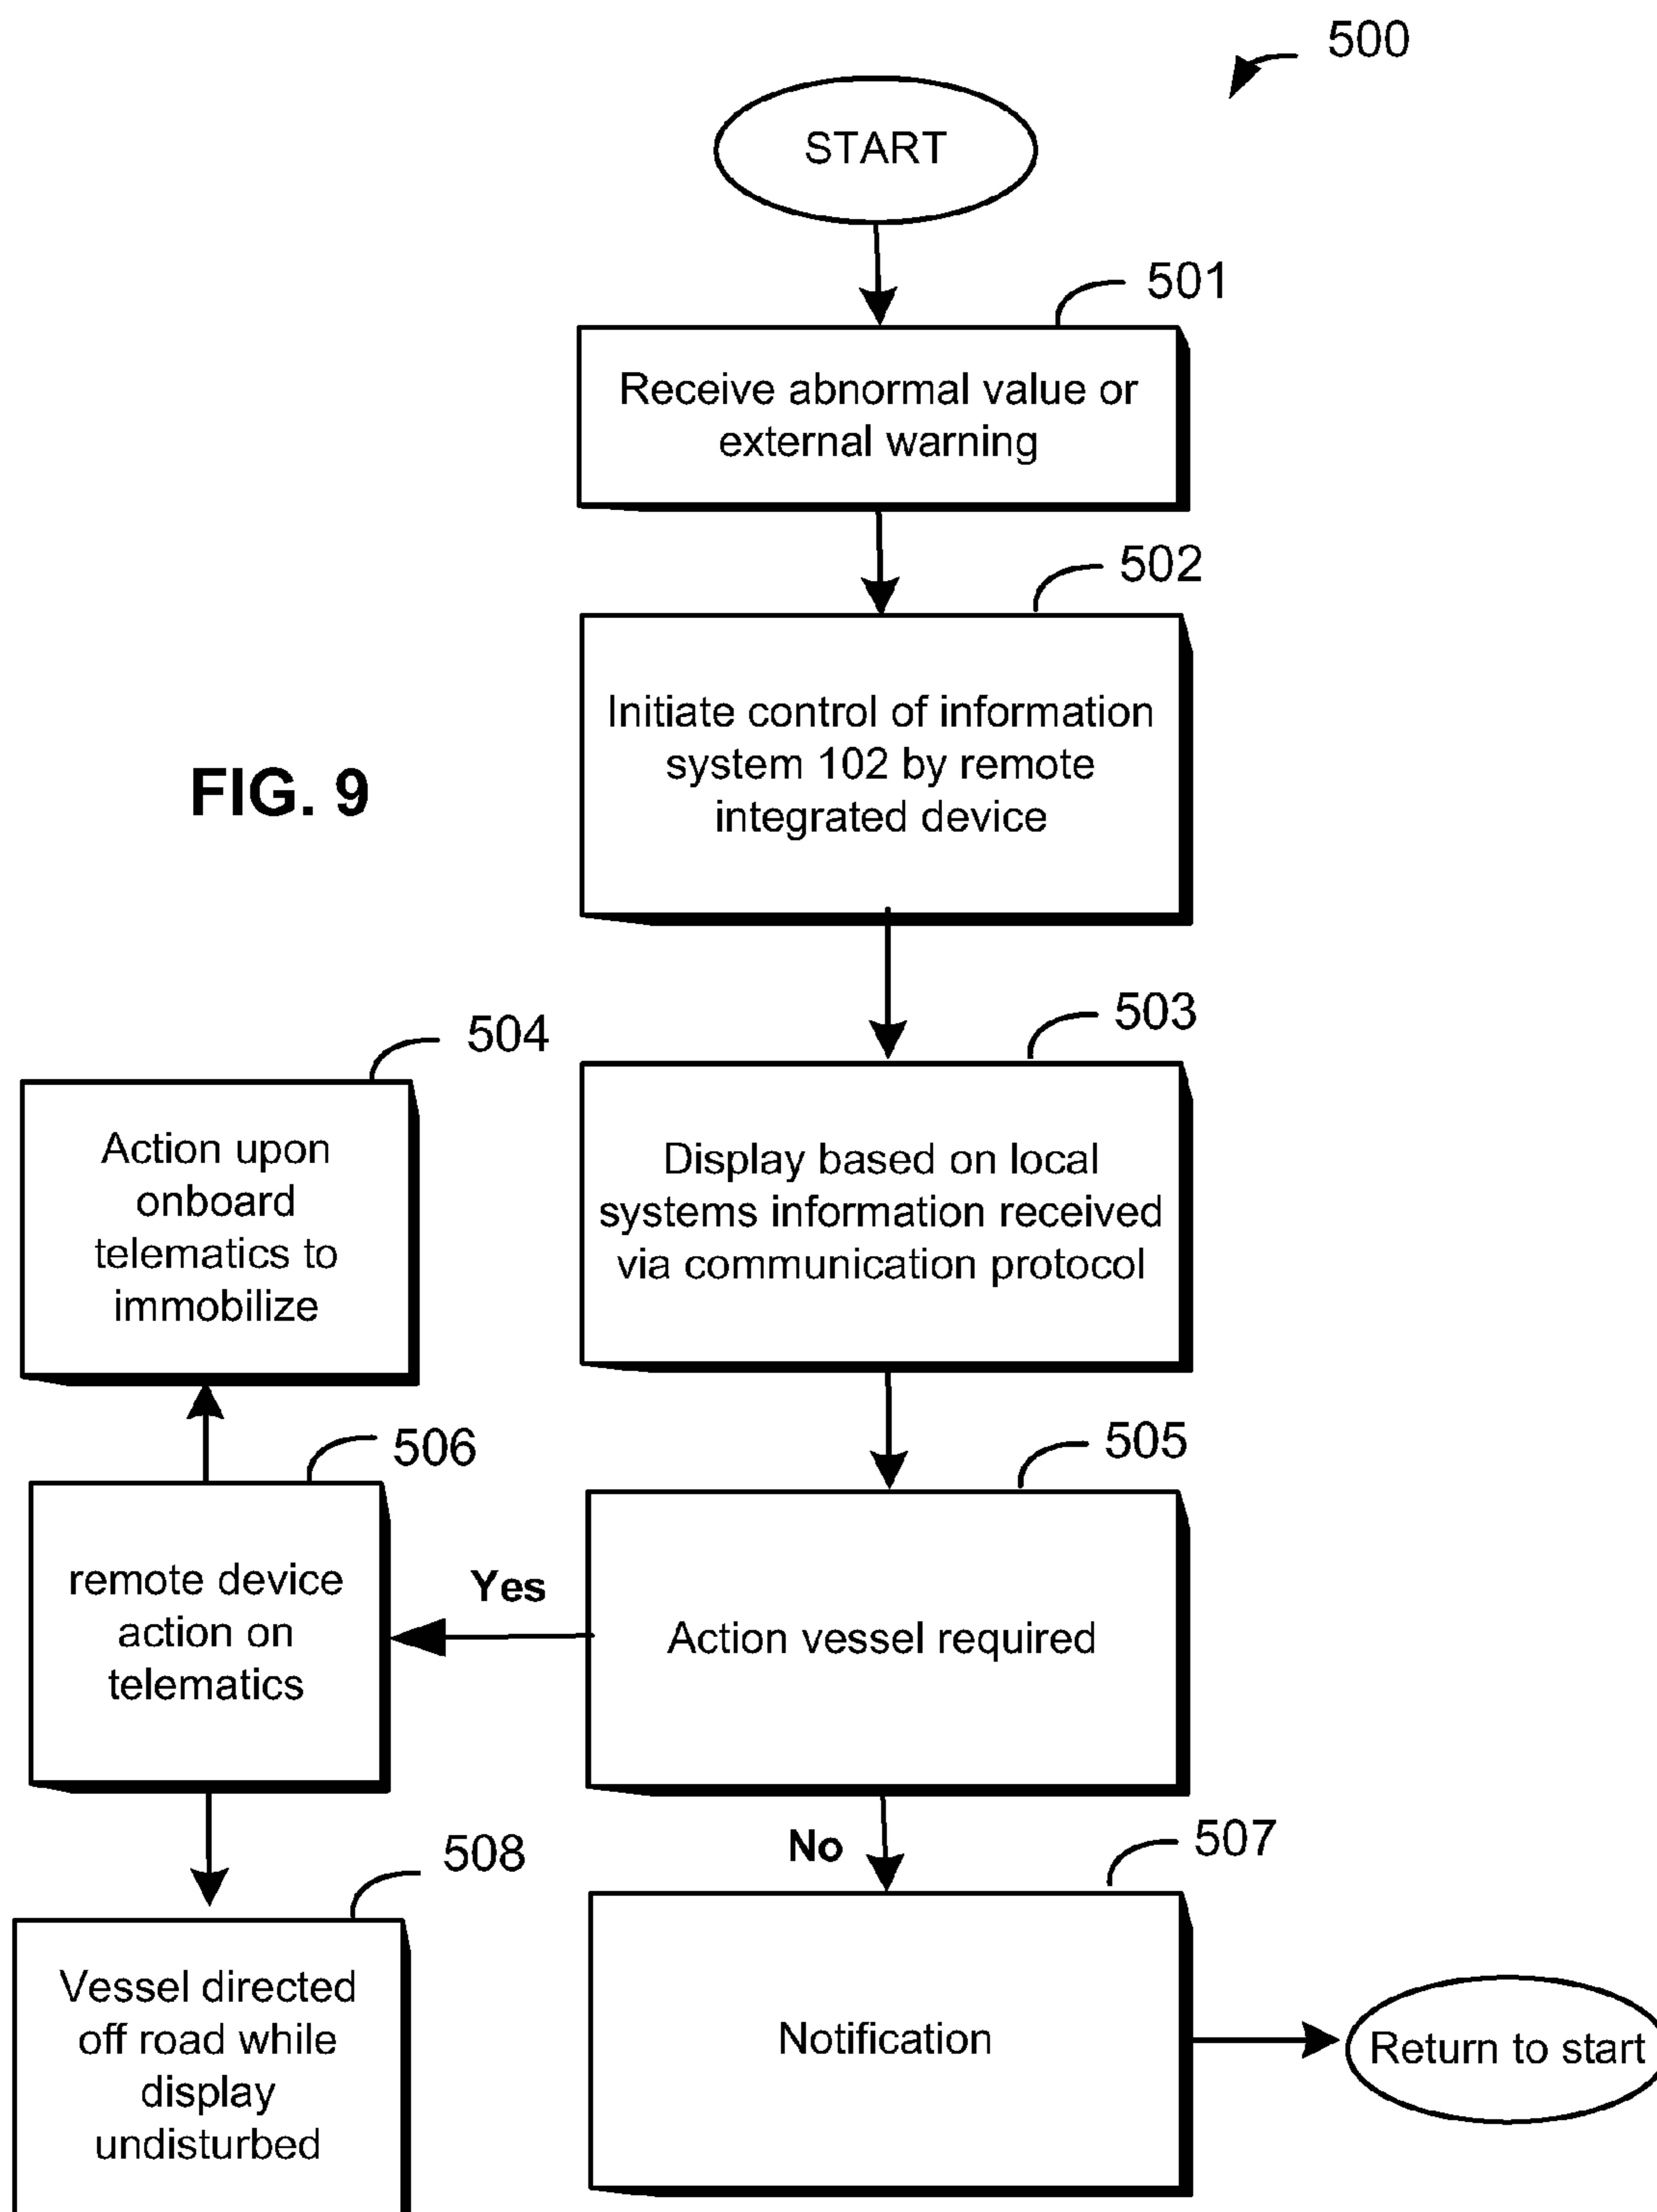 500
START
501
Receive abnormal value or
external warning
502
Initiate control of information
system 102 by remote
integrated device
FIG. 9
503
Display based on local
systems information received
via communication protocol
504
Action upon
onboard
telematics to
immobilize
505
Action vessel required
506
remote device
action on
telematics
Yes
No
507
Notification
Return to start
508
Vessel directed
off road while
display
undisturbed